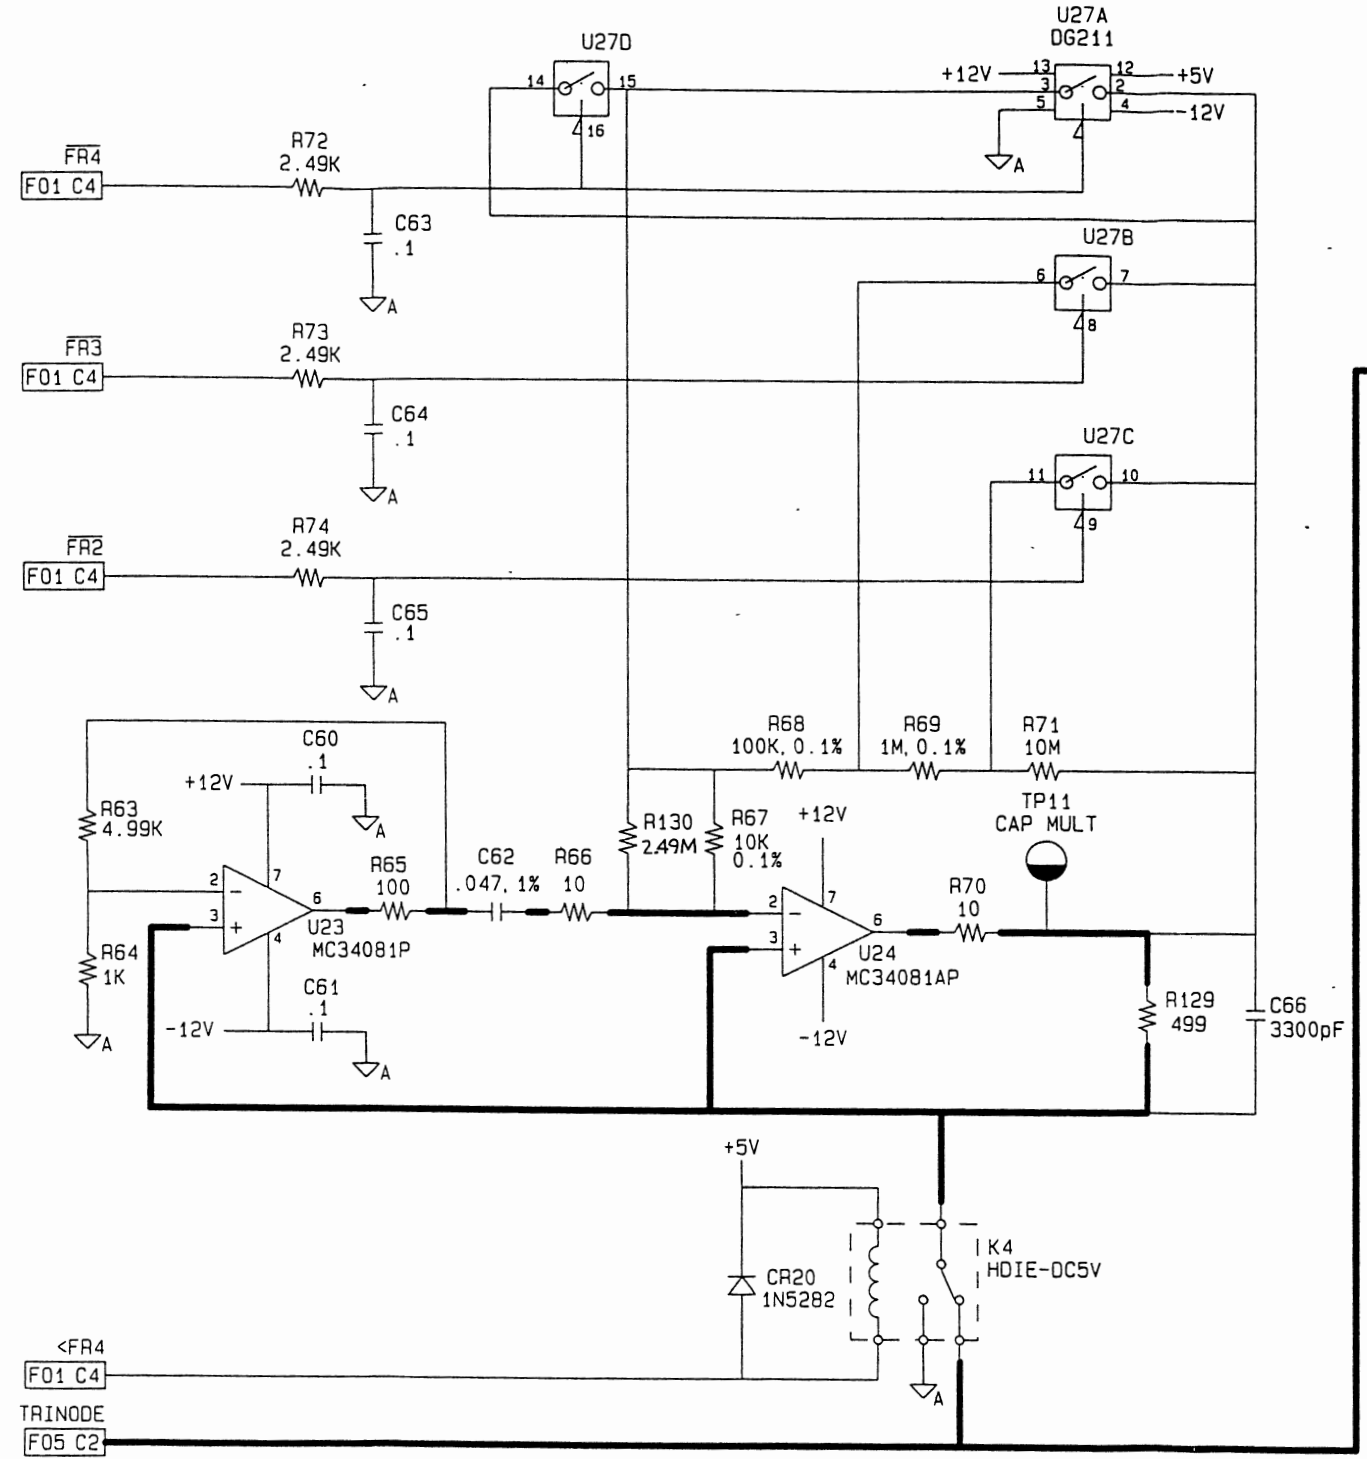 U27A
DG211
U27D
14
15
16
+12V
13
12
+5V
3
2
5
4
-12V
A
FR4
F01 C4
R72
2.49K
C63
.1
A
U27B
6
7
8
FR3
F01 C4
R73
2.49K
C64
.1
A
U27C
11
10
9
FR2
F01 C4
R74
2.49K
C65
.1
A
R68
100K, 0.1%
R69
1M, 0.1%
R71
10M
C60
.1
+12V
A
R63
4.99K
R130
2.49M
R67
10K
0.1%
+12V
TP11
CAP MULT
R65
100
C62
.047, 1%
R66
10
R70
10
2
-
3
+
7
6
4
U23
MC34081P
2
-
3
+
7
6
4
U24
MC34081AP
R64
1K
A
C61
.1
-12V
A
-12V
R129
499
C66
3300pF
+5V
CR20
1N5282
K4
HDIE-DC5V
A
<FR4
F01 C4
TRINODE
F05 C2